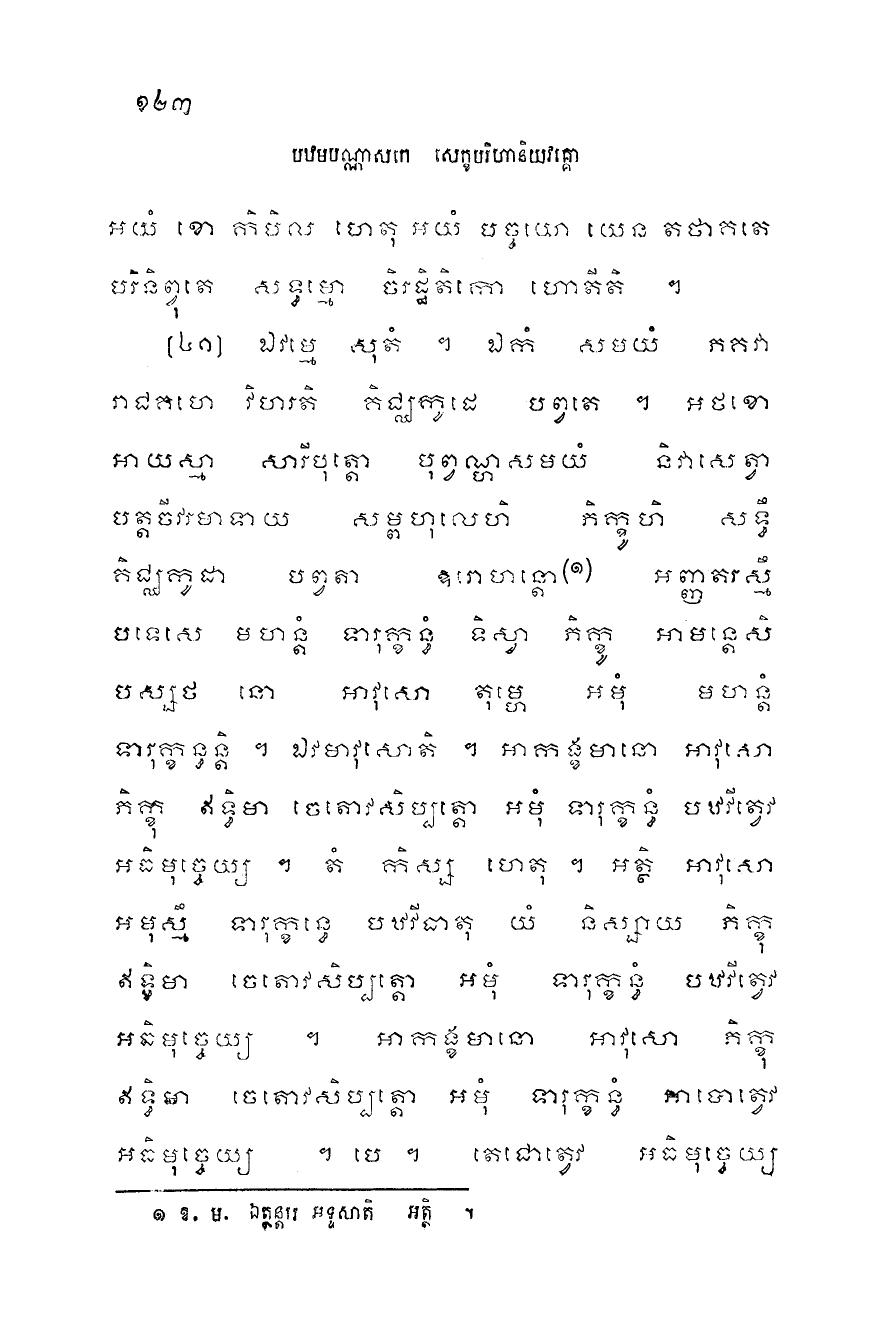 ១២៣
បឋមបណ្ណាសកេ សេក្ខបរិហានិយវគ្គោ
អយំ ខោ កិមិល ហេតុ អយំ បច្ចយោ យេន តថាគតេ
បរិនិព្វុតេ សទ្ធម្មោ ចិរដ្ឋិតិកោ ហោតីតិ ។
[៤១] ឯវម្មេ សុតំ ។ ឯកំ សមយំ ភគវា
រាជគហេ វិហរតិ គិជ្ឈកូដេ បព្វតេ ។ អថខោ
អាយស្មា សារីបុត្តោ បុព្វណ្ហសមយំ និវាសេត្វា
បត្តចីវរមាទាយ សម្ពហុលេហិ ភិក្ខូហិ សទ្ធឹ
គិជ្ឈកូដា បព្វតា ឱរោហន្តោ(១) អញ្ញតរស្មឹ
បទេសេ មហន្តំ ទារុក្ខន្ធំ ទិស្វា ភិក្ខូ អាមន្តេសិ
បស្សថ នោ អាវុសោ តុម្ហេ អមុំ មហន្តំ
ទារុក្ខន្ធន្តិ ។ ឯវមាវុសោតិ ។ អាកង្ខមានោ អាវុសោ
ភិក្ខុ ឥទ្ធិមា ចេតោវសិប្បត្តោ អមុំ ទារុក្ខន្ធំ បឋវីត្វេវ
អធិមុច្ចេយ្យ ។ តំ កិស្ស ហេតុ ។ អត្ថិ អាវុសោ
អមុស្មឹ ទារុក្ខន្ធេ បឋវីធាតុ យំ និស្សាយ ភិក្ខុ
ឥទ្ធិមា ចេតោវសិប្បត្តោ អមុំ ទារុក្ខន្ធំ បឋវីត្វេវ
អធិមុច្ចេយ្យ ។ អាកង្ខមានោ អាវុសោ ភិក្ខុ
ឥទ្ធិមា ចេតោវសិប្បត្តោ អមុំ ទារុក្ខន្ធំ អាបោត្វេវ
អធិមុច្ចេយ្យ ។ បេ ។ តេជោត្វេវ អធិមុច្ចេយ្យ
១ ឱ. ម. ឯត្ថន្តរេ អទ្ទសាតិ អត្ថិ ។